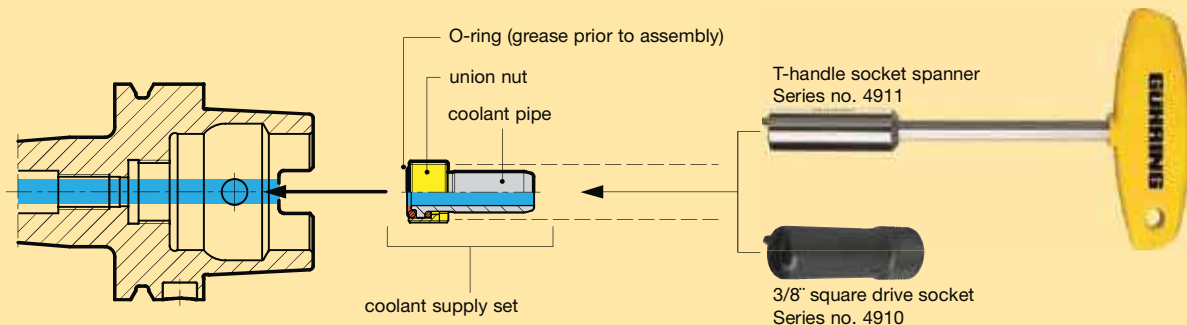 O-ring (grease prior to assembly)
union nut
coolant pipe
coolant supply set
T-handle socket spanner
Series no. 4911
GUHRING
3/8¨ square drive socket
Series no. 4910